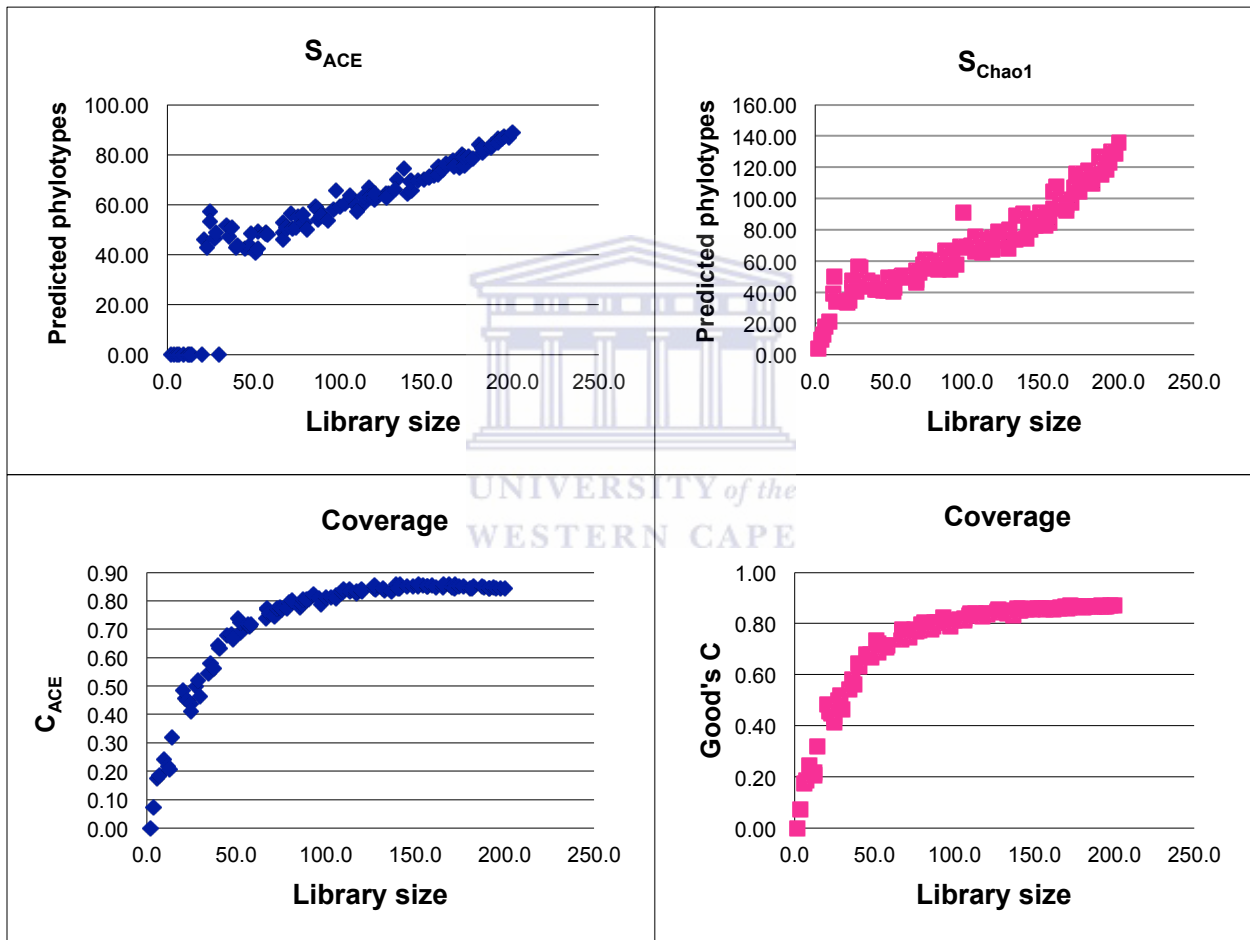 S_ACE
Predicted phylotypes
100.00
80.00
60.00
40.00
20.00
0.00
0.0 50.0 100.0 150.0 200.0 250.0
Library size
S_Chao1
Predicted phylotypes
160.00
140.00
120.00
100.00
80.00
60.00
40.00
20.00
0.00
0.0 50.0 100.0 150.0 200.0 250.0
Library size
UNIVERSITY of the
WESTERN CAPE
Coverage
C_ACE
0.90
0.80
0.70
0.60
0.50
0.40
0.30
0.20
0.10
0.00
0.0 50.0 100.0 150.0 200.0 250.0
Library size
Coverage
Good's C
1.00
0.80
0.60
0.40
0.20
0.00
0.0 50.0 100.0 150.0 200.0 250.0
Library size